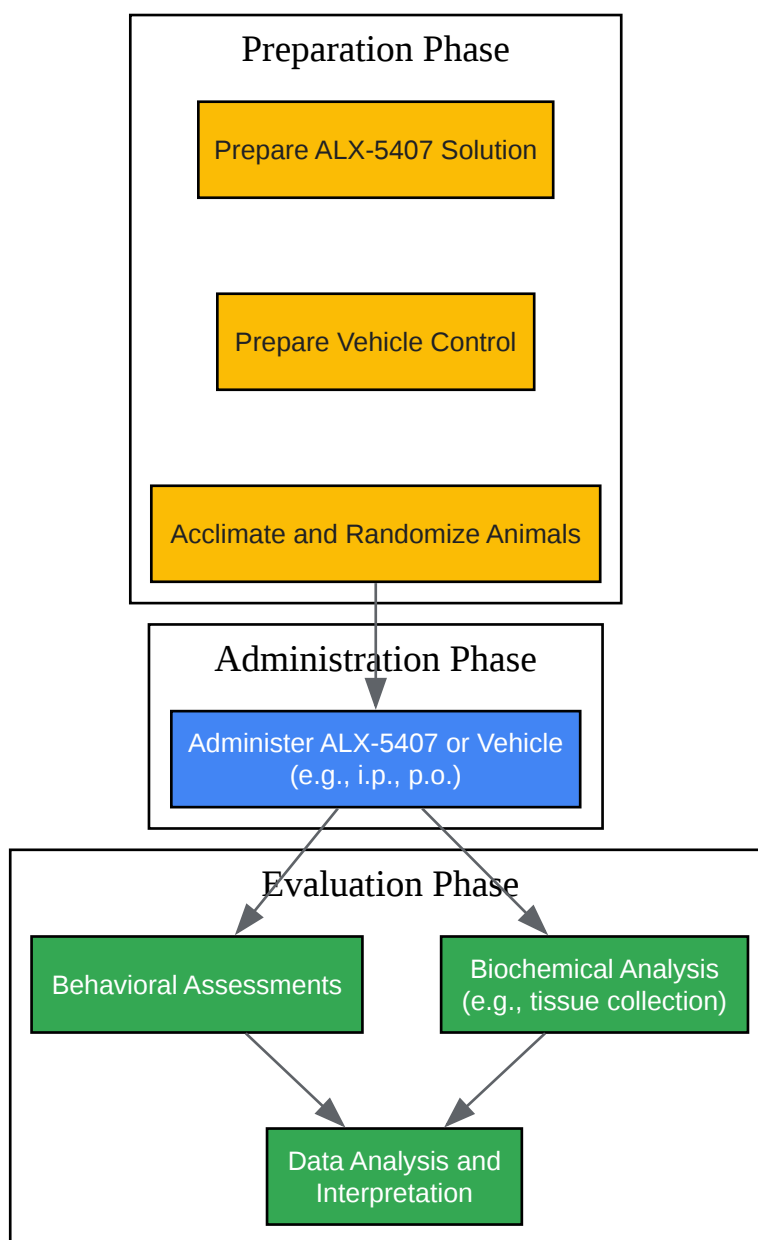 Preparation Phase
Prepare ALX-5407 Solution
Prepare Vehicle Control
Acclimate and Randomize Animals
Administration Phase
Administer ALX-5407 or Vehicle
(e.g., i.p., p.o.)
Evaluation Phase
Behavioral Assessments
Biochemical Analysis
(e.g., tissue collection)
Data Analysis and
Interpretation